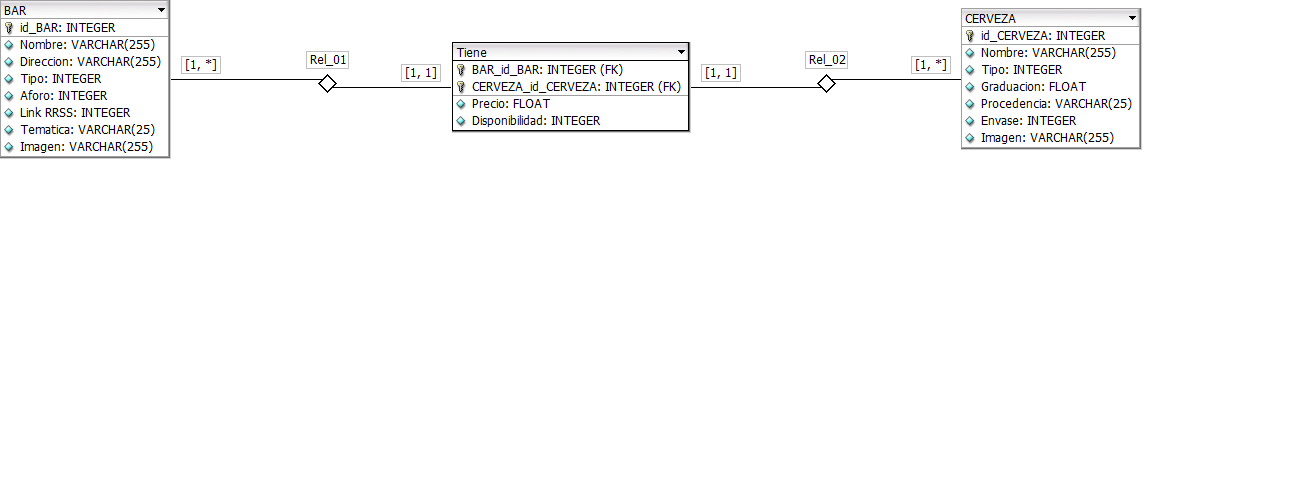 BAR
id_BAR: INTEGER
Nombre: VARCHAR(255)
Direccion: VARCHAR(255)
Tipo: INTEGER
Aforo: INTEGER
Link RRSS: INTEGER
Tematica: VARCHAR(25)
Imagen: VARCHAR(255)
[1, *]
Rel_01
[1, 1]
Tiene
BAR_id_BAR: INTEGER (FK)
CERVEZA_id_CERVEZA: INTEGER (FK)
Precio: FLOAT
Disponibilidad: INTEGER
[1, 1]
Rel_02
[1, *]
CERVEZA
id_CERVEZA: INTEGER
Nombre: VARCHAR(255)
Tipo: INTEGER
Graduacion: FLOAT
Procedencia: VARCHAR(25)
Envase: INTEGER
Imagen: VARCHAR(255)